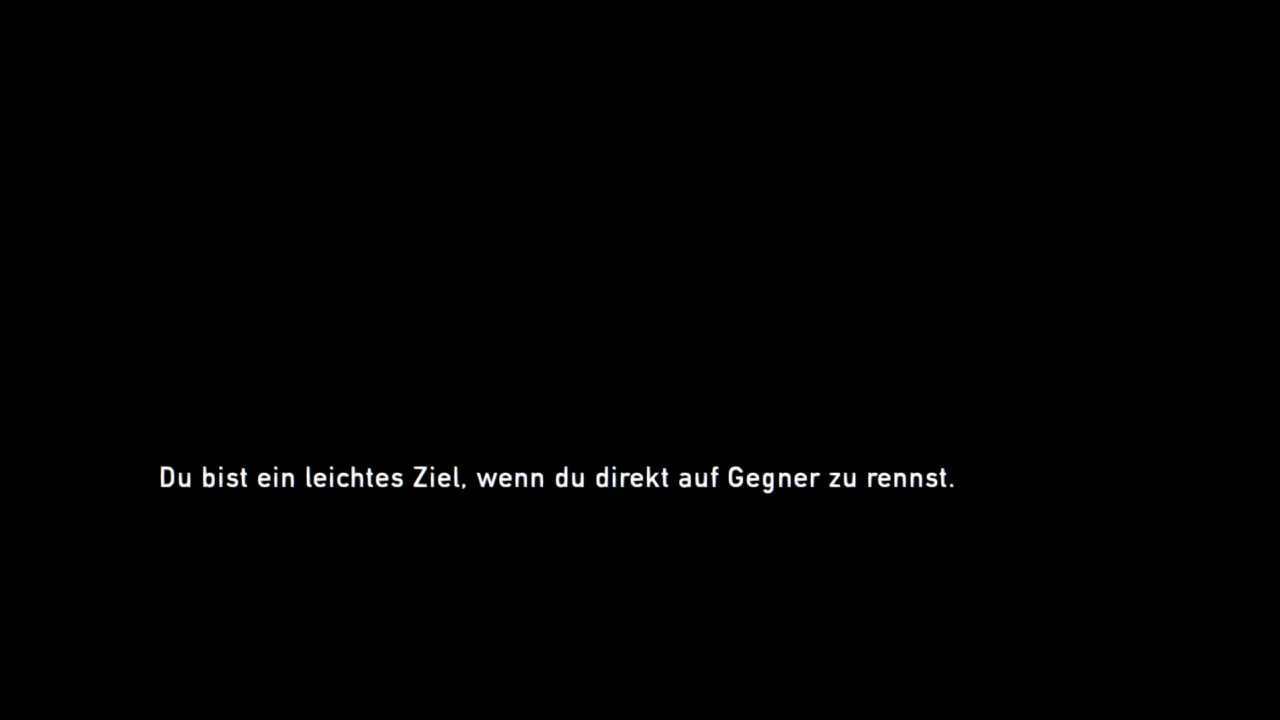 Du bist ein leichtes Ziel, wenn du direkt auf Gegner zu rennst.